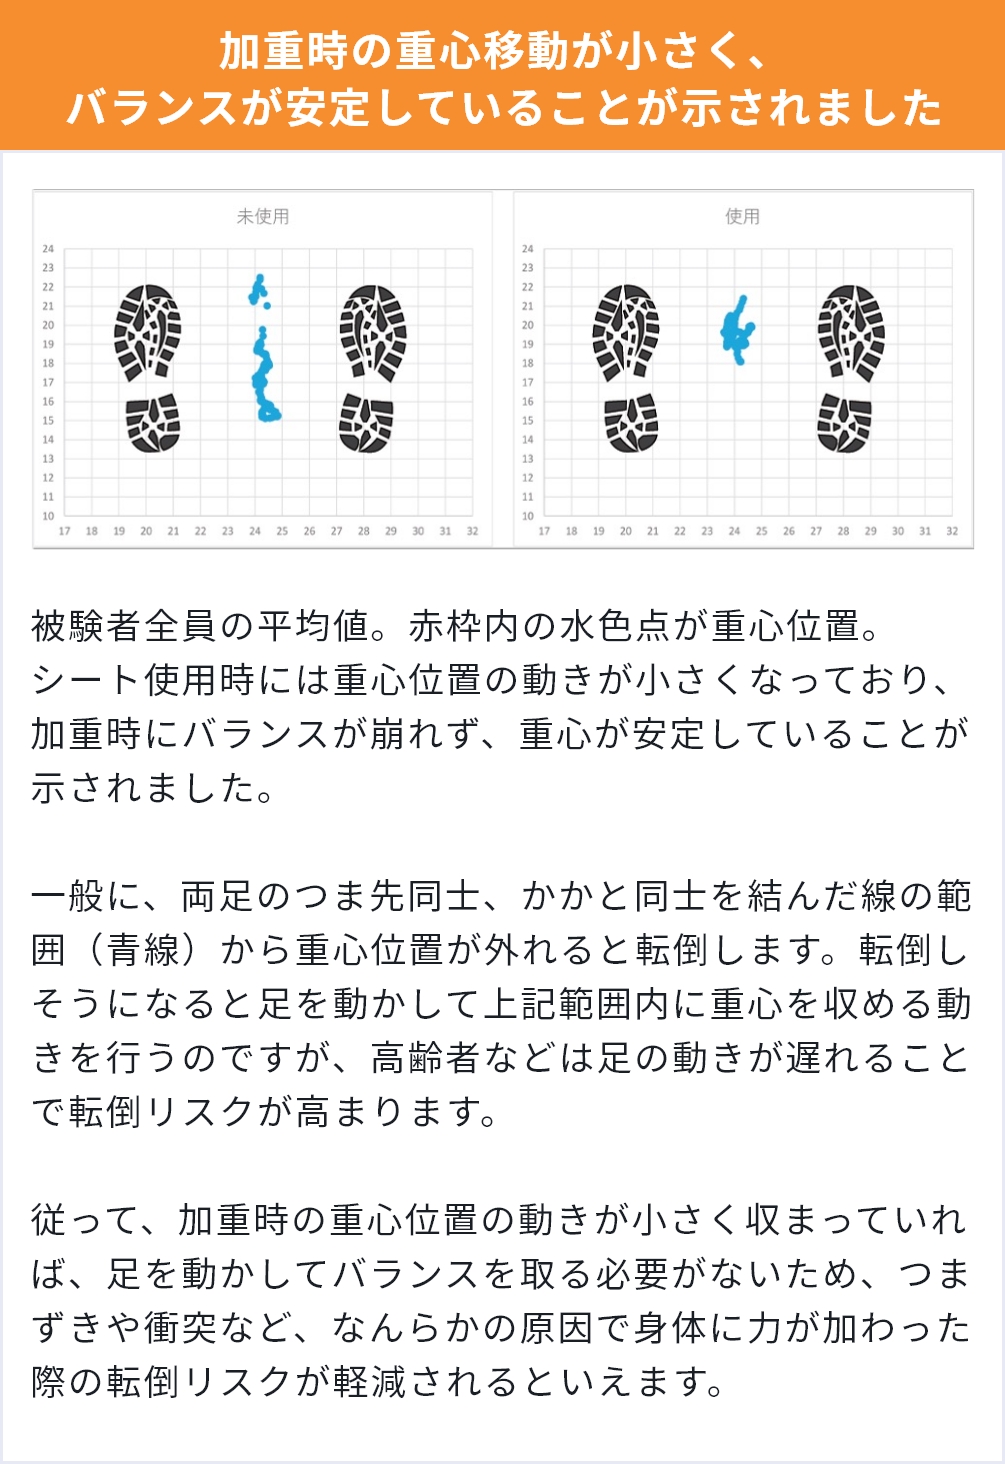 加重時の重心移動が小さく、
バランスが安定していることが示されました
未使用
24
23
22
21
20
19
18
17
16
15
14
13
12
11
10
17 18 19 20 21 22 23 24 25 26 27 28 29 30 31 32
使用
24
23
22
21
20
19
18
17
16
15
14
13
12
11
10
17 18 19 20 21 22 23 24 25 26 27 28 29 30 31 32
被験者全員の平均値。赤枠内の水色点が重心位置。
シート使用時には重心位置の動きが小さくなっており、
加重時にバランスが崩れず、重心が安定していることが
示されました。
一般に、両足のつま先同士、かかと同士を結んだ線の範
囲（青線）から重心位置が外れると転倒します。転倒し
そうになると足を動かして上記範囲内に重心を収める動
きを行うのですが、高齢者などは足の動きが遅れること
で転倒リスクが高まります。
従って、加重時の重心位置の動きが小さく収まっていれ
ば、足を動かしてバランスを取る必要がないため、つま
ずきや衝突など、なんらかの原因で身体に力が加わった
際の転倒リスクが軽減されるといえます。